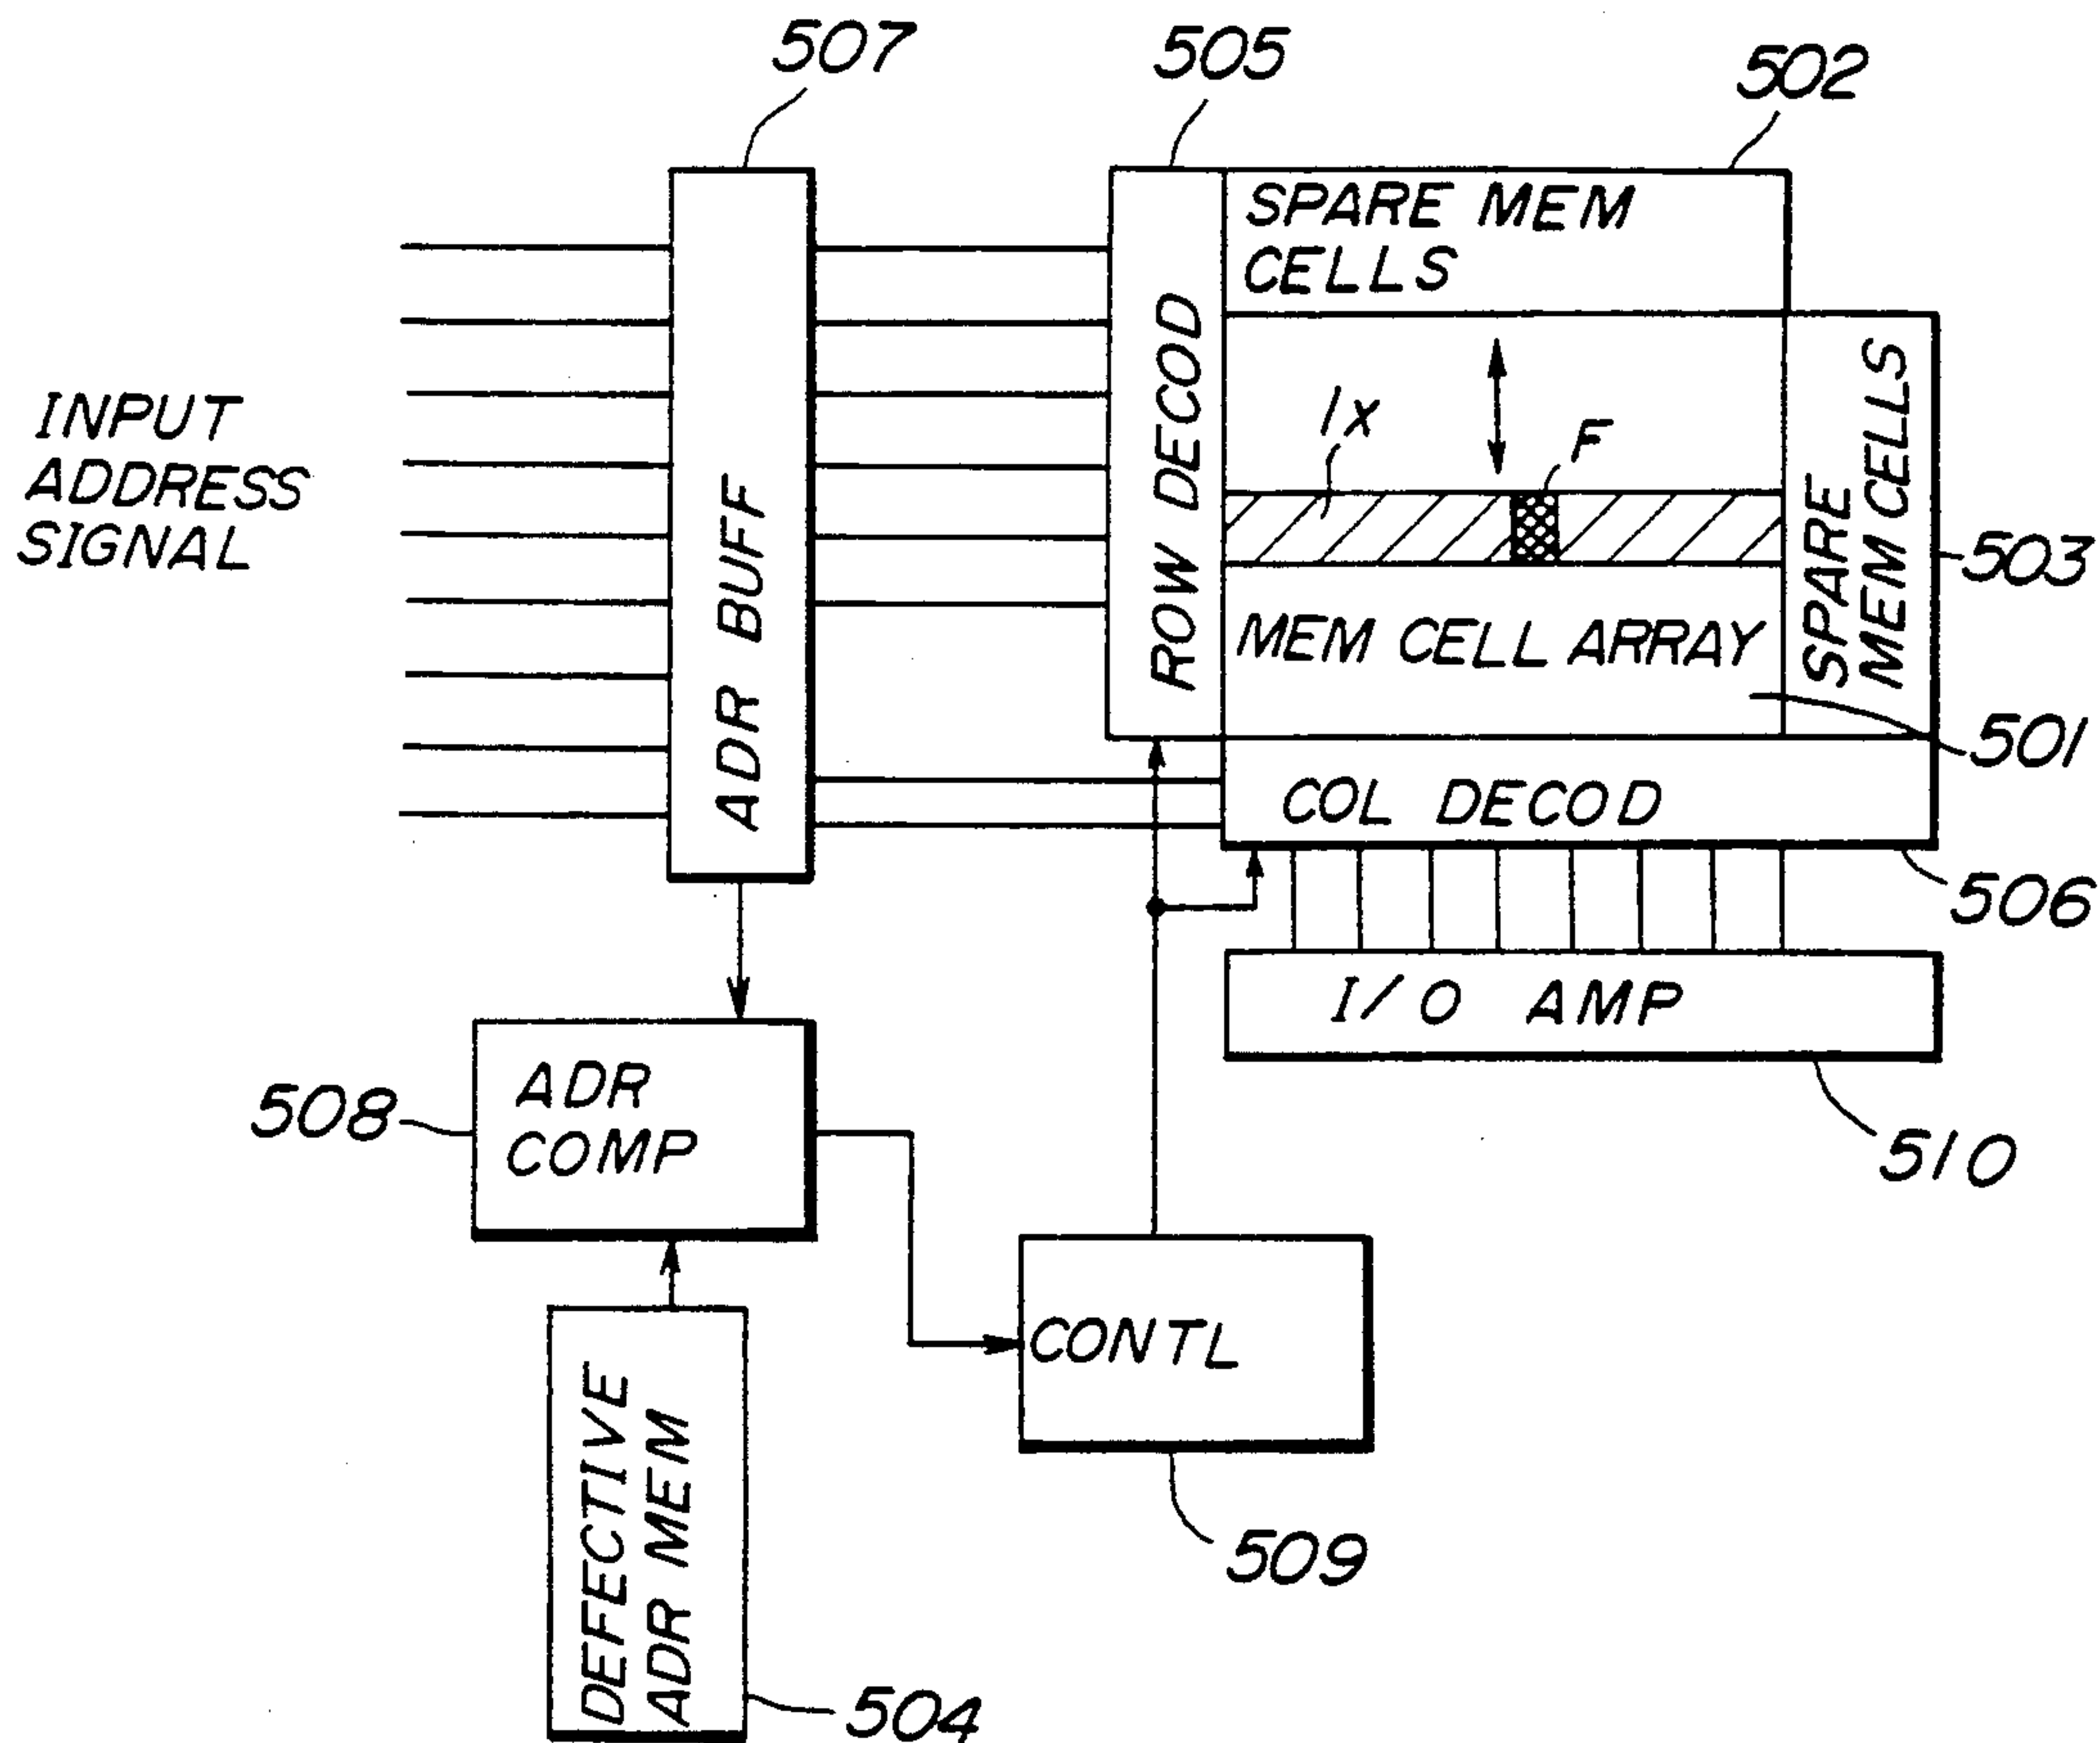 507
505
502
SPARE MEM
CELLS
INPUT
ADDRESS
SIGNAL
ADR BUFF
ROW DECOD
1x
F
SPARE
MEM CELLS
503
MEM CELL ARRAY
501
COL DECOD
506
I/O AMP
510
508
ADR
COMP
CONTL
509
DEFECTIVE
ADR MEM
504